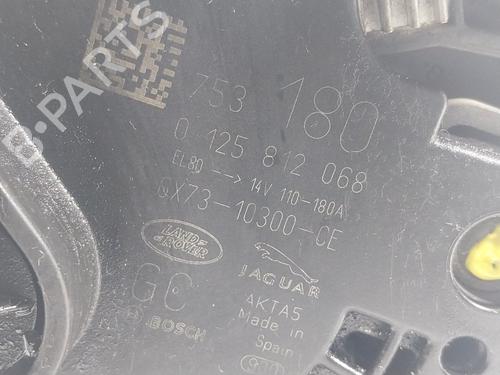 B-PARTS
753 180
0 125 812 068
EL80 --> 14V 110-180A
GX73-10300-CE
LAND
ROVER
JAGUAR
GC
AKTA5
BOSCH
Made in
Spain